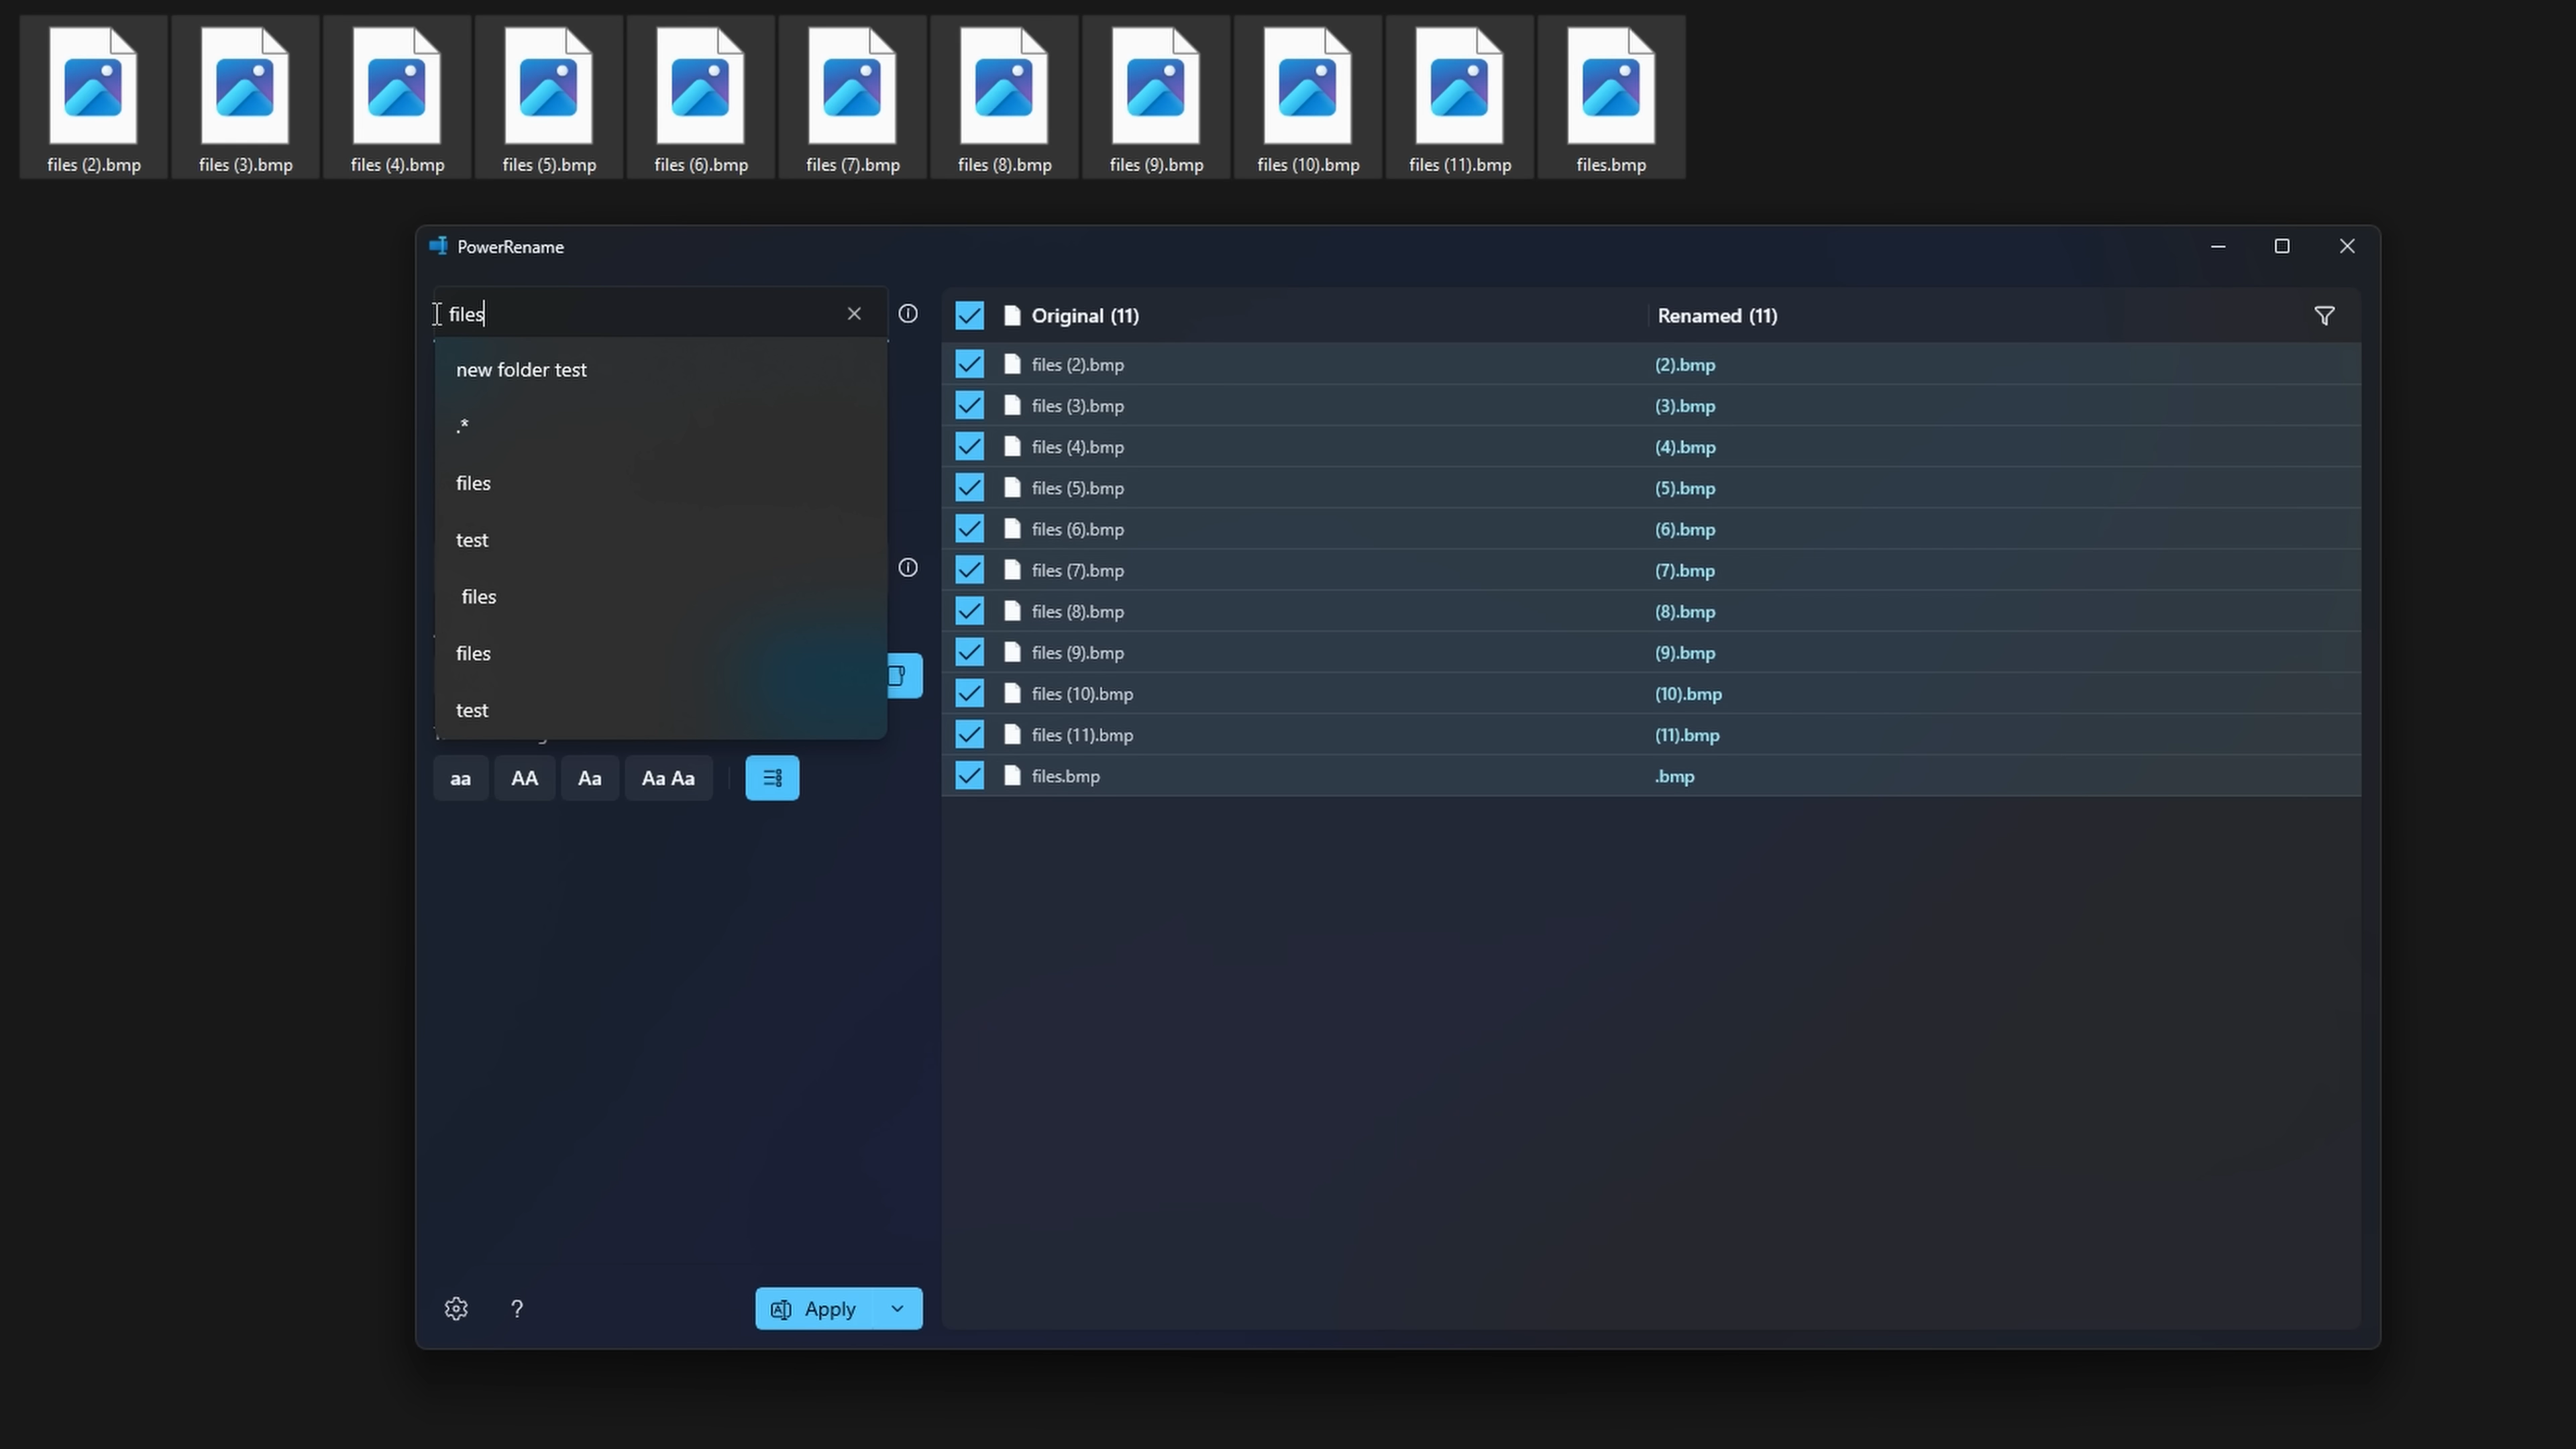 files (2).bmp
files (3).bmp
files (4).bmp
files (5).bmp
files (6).bmp
files (7).bmp
files (8).bmp
files (9).bmp
files (10).bmp
files (11).bmp
files.bmp
PowerRename
files
new folder test
.*
files
test
files
files
test
aa AA Aa Aa Aa
Original (11) Renamed (11)
files (2).bmp (2).bmp
files (3).bmp (3).bmp
files (4).bmp (4).bmp
files (5).bmp (5).bmp
files (6).bmp (6).bmp
files (7).bmp (7).bmp
files (8).bmp (8).bmp
files (9).bmp (9).bmp
files (10).bmp (10).bmp
files (11).bmp (11).bmp
files.bmp .bmp
? Apply